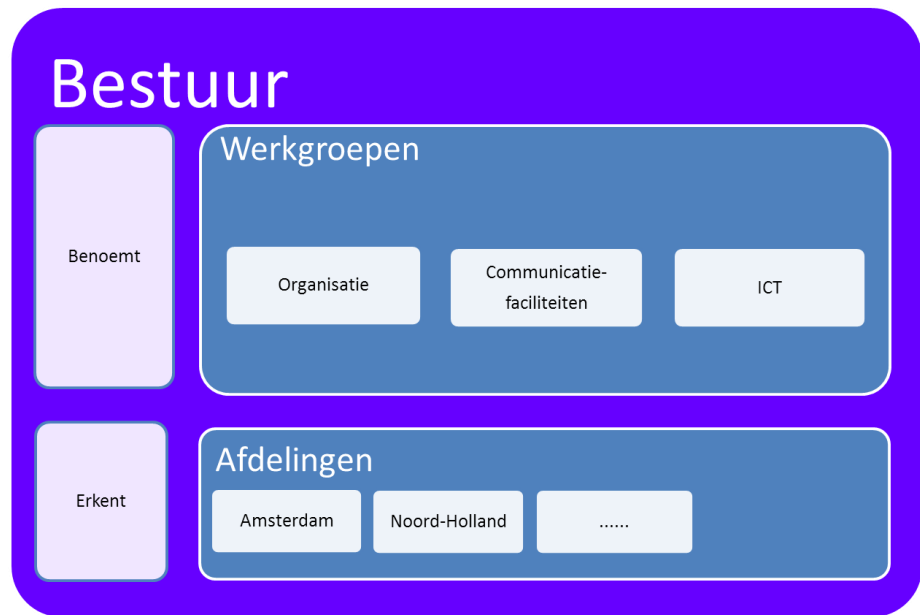 Bestuur
Benoemt
Werkgroepen
Organisatie
Communicatie-
faciliteiten
ICT
Erkent
Afdelingen
Amsterdam
Noord-Holland
......